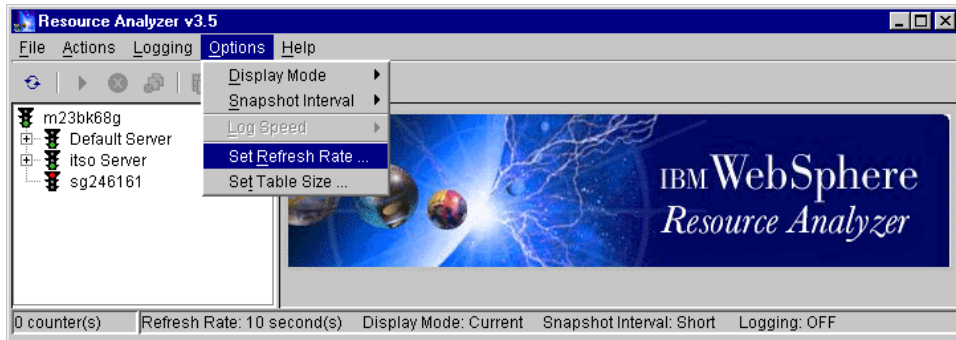 Resource Analyzer v3.5
File Actions Logging Options Help
Display Mode
Snapshot Interval
Log Speed
Set Refresh Rate ...
Set Table Size ...
m23bk68g
Default Server
itso Server
sg246161
IBM WebSphere
Resource Analyzer
0 counter(s) Refresh Rate: 10 second(s) Display Mode: Current Snapshot Interval: Short Logging: OFF